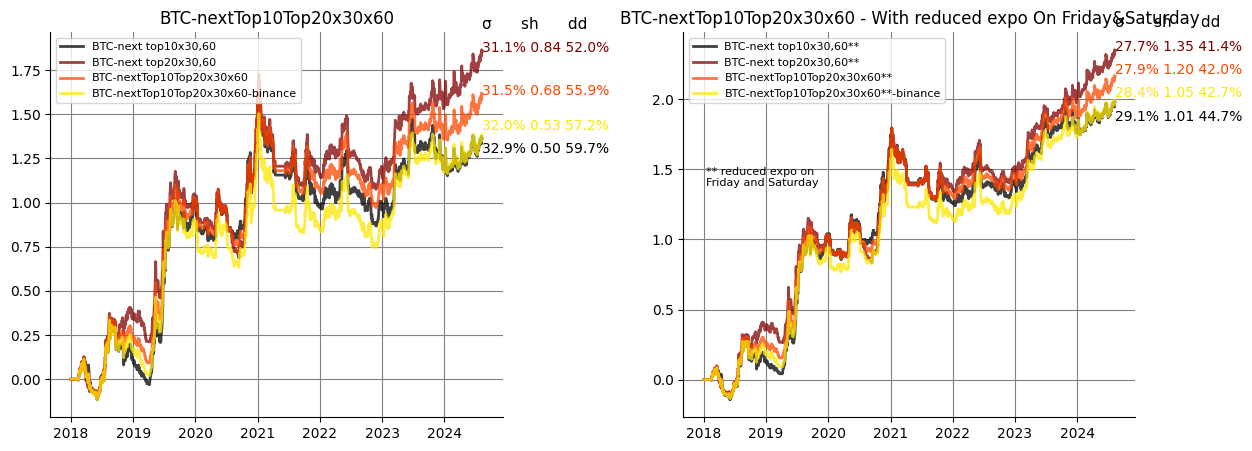 BTC-nextTop10Top20x30x60
σ sh dd
BTC-next top10x30,60
BTC-next top20x30,60
BTC-nextTop10Top20x30x60
BTC-nextTop10Top20x30x60-binance
31.1% 0.84 52.0%
31.5% 0.68 55.9%
32.0% 0.53 57.2%
32.9% 0.50 59.7%
1.75
1.50
1.25
1.00
0.75
0.50
0.25
0.00
2018 2019 2020 2021 2022 2023 2024
BTC-nextTop10Top20x30x60 - With reduced expo On Friday&Saturday
σ sh dd
BTC-next top10x30,60**
BTC-next top20x30,60**
BTC-nextTop10Top20x30x60**
BTC-nextTop10Top20x30x60**-binance
27.7% 1.35 41.4%
27.9% 1.20 42.0%
28.4% 1.05 42.7%
29.1% 1.01 44.7%
** reduced expo on
Friday and Saturday
2.0
1.5
1.0
0.5
0.0
2018 2019 2020 2021 2022 2023 2024